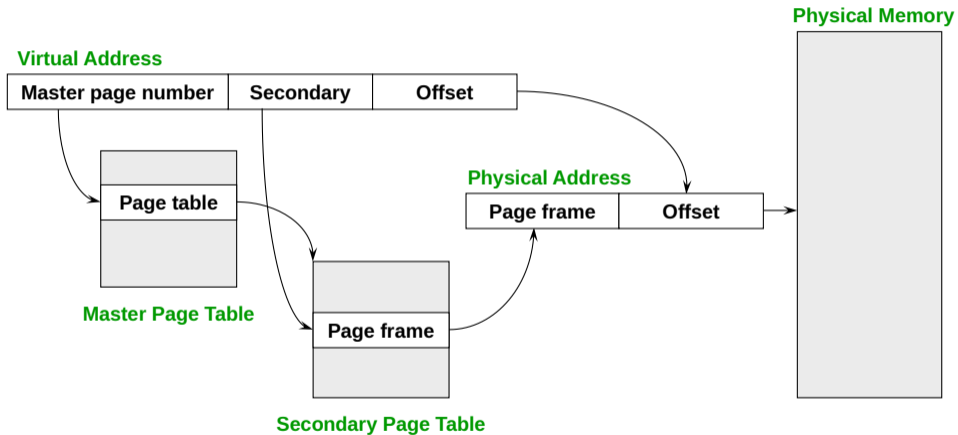 Physical Memory
Virtual Address
Master page number Secondary Offset
Physical Address
Page table
Page frame Offset
Master Page Table
Page frame
Secondary Page Table